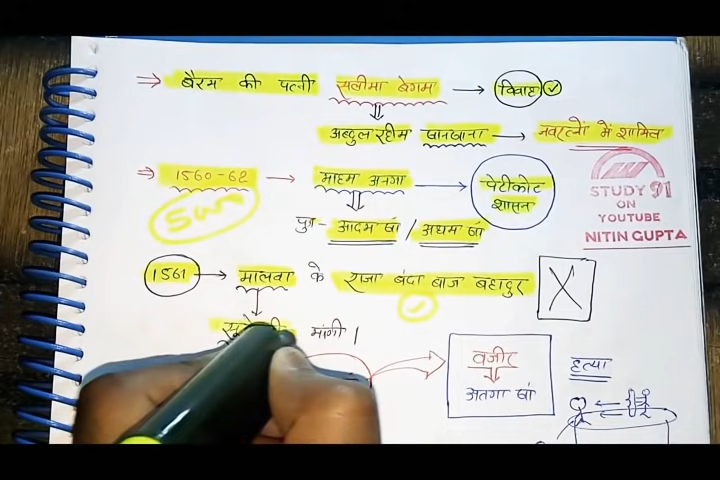 ⇒ बैरम की पत्नी सलीमा बेगम → विवाह ✓
अब्दुल रहीम खानखाना → नवरत्नों में शामिल
⇒ 1560-62 → माहम अनगा → पेटीकोट शासन
पुत्र - आदम खां / अधम खां
STUDY 91
ON
YOUTUBE
NITIN GUPTA
1561 → मालवा के राजा बंदा बाज बहादुर X
मांगी |
वजीर
अतगा खां
हत्या